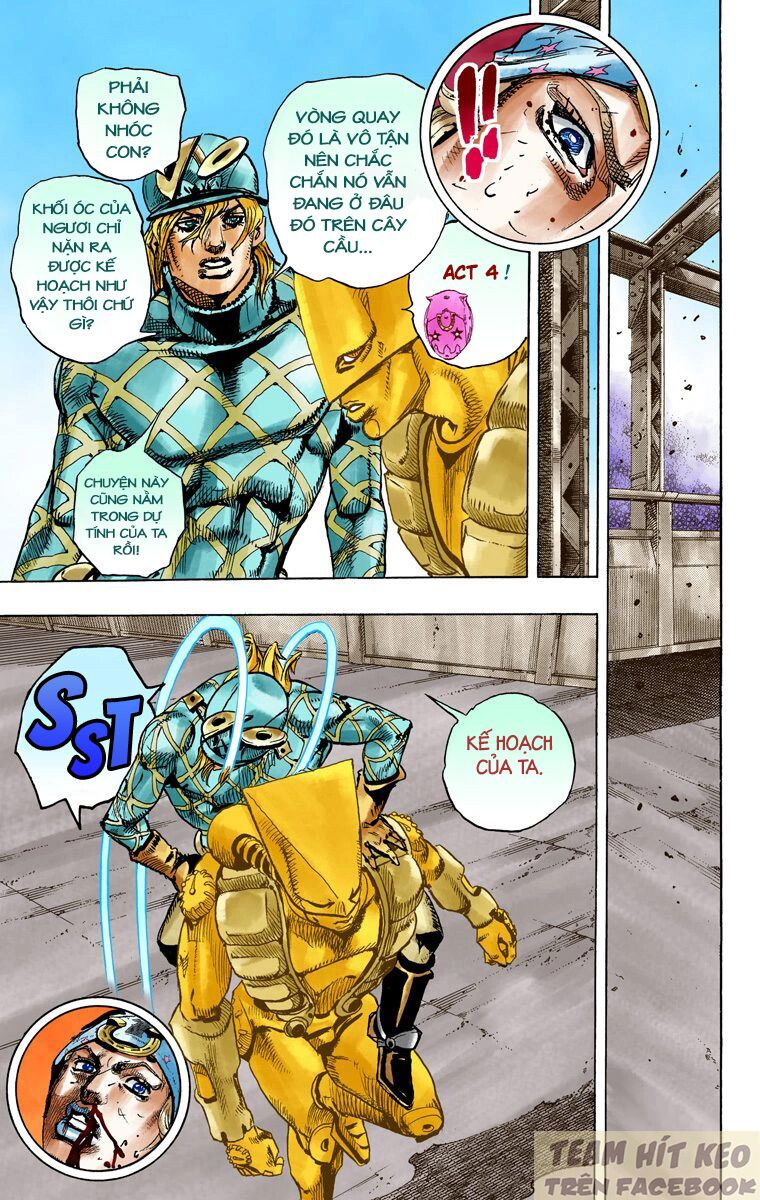 !!
VÒNG QUAY
ĐÓ LÀ VÔ TẬN
NÊN CHẮC
CHẮN NÓ VẪN
ĐANG Ở ĐÂU
ĐÓ TRÊN CÂY
CẦU...
ACT 4 !
PHẢI
KHÔNG
NHÓC
CON?
KHỐI ÓC CỦA
NGƯƠI CHỈ
NẶN RA
ĐƯỢC KẾ
HOẠCH NHƯ
VẬY THÔI CHỨ
GÌ?
CHUYỆN NÀY
CŨNG NẰM
TRONG DỰ
TÍNH CỦA TA
RỒI!
KẾ HOẠCH
CỦA TA.
SST
TEAM HÍT KEO
TRÊN FACEBOOK